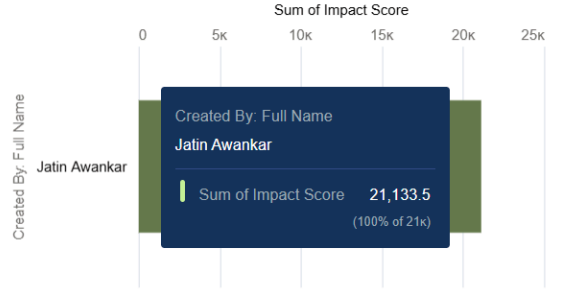 Sum of Impact Score
0 5K 10K 15K 20K 25K
Created By: Full Name
Jatin Awankar
Created By: Full Name
Jatin Awankar
Sum of Impact Score 21,133.5
(100% of 21K)